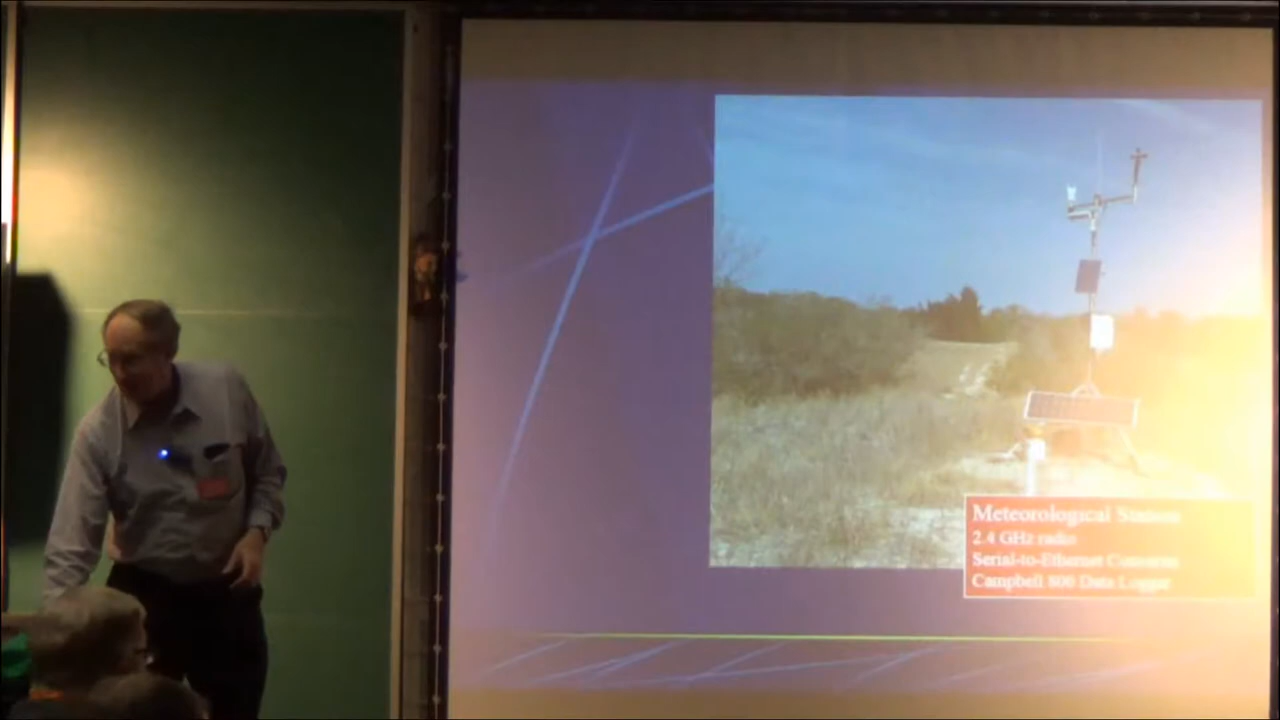 Meteorological Station
2.4 GHz radio
Serial-to-Ethernet Converter
Campbell 800 Data Logger